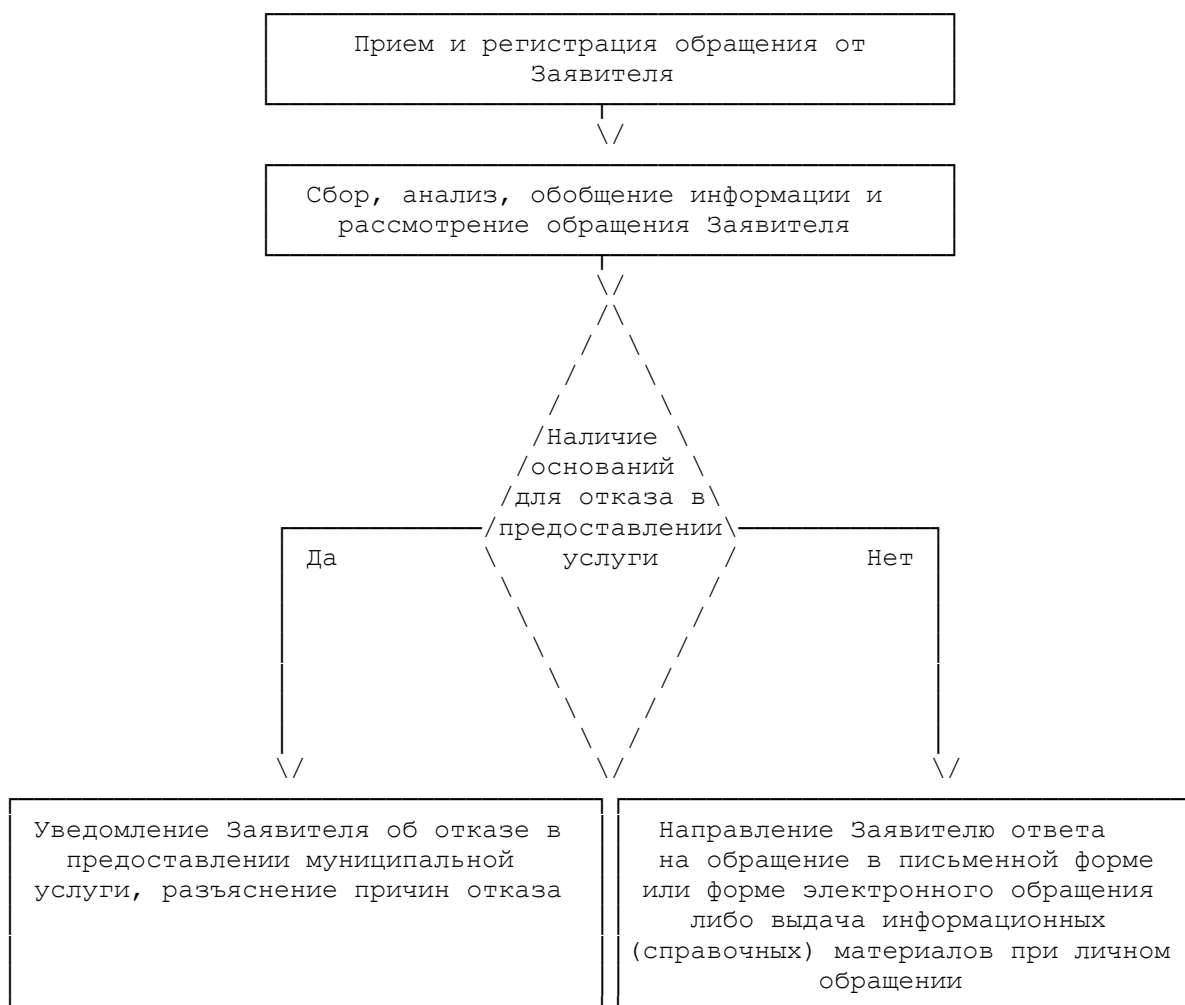 Прием и регистрация обращения от
Заявителя
Сбор, анализ, обобщение информации и
рассмотрение обращения Заявителя
Наличие
оснований
для отказа в
предоставлении
услуги
Да
Нет
Уведомление Заявителя об отказе в
предоставлении муниципальной
услуги, разъяснение причин отказа
Направление Заявителю ответа
на обращение в письменной форме
или форме электронного обращения
либо выдача информационных
(справочных) материалов при личном
обращении